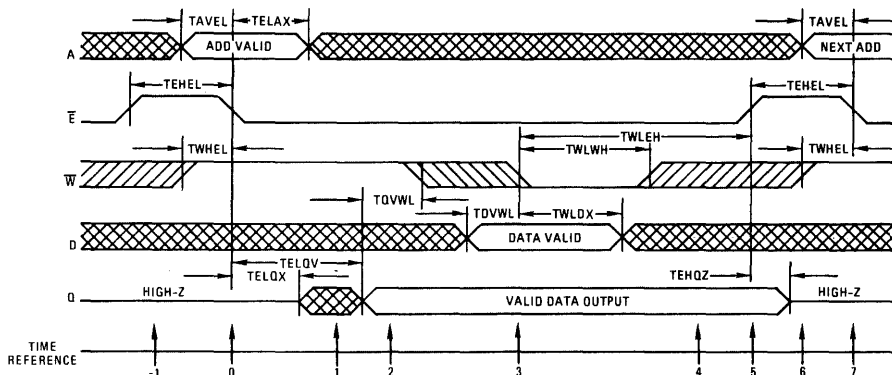 TAVEL TELAX TAVEL
A ADD VALID NEXT ADD
TEHEL TEHEL
E
TWLEH
TWHEL TWLWH TWHEL
W
TQVWL
TDVWL TWLDX
D DATA VALID
TELQV
TELQX TEHQZ
Q HIGH-Z VALID DATA OUTPUT HIGH-Z
TIME
REFERENCE
-1 0 1 2 3 4 5 6 7